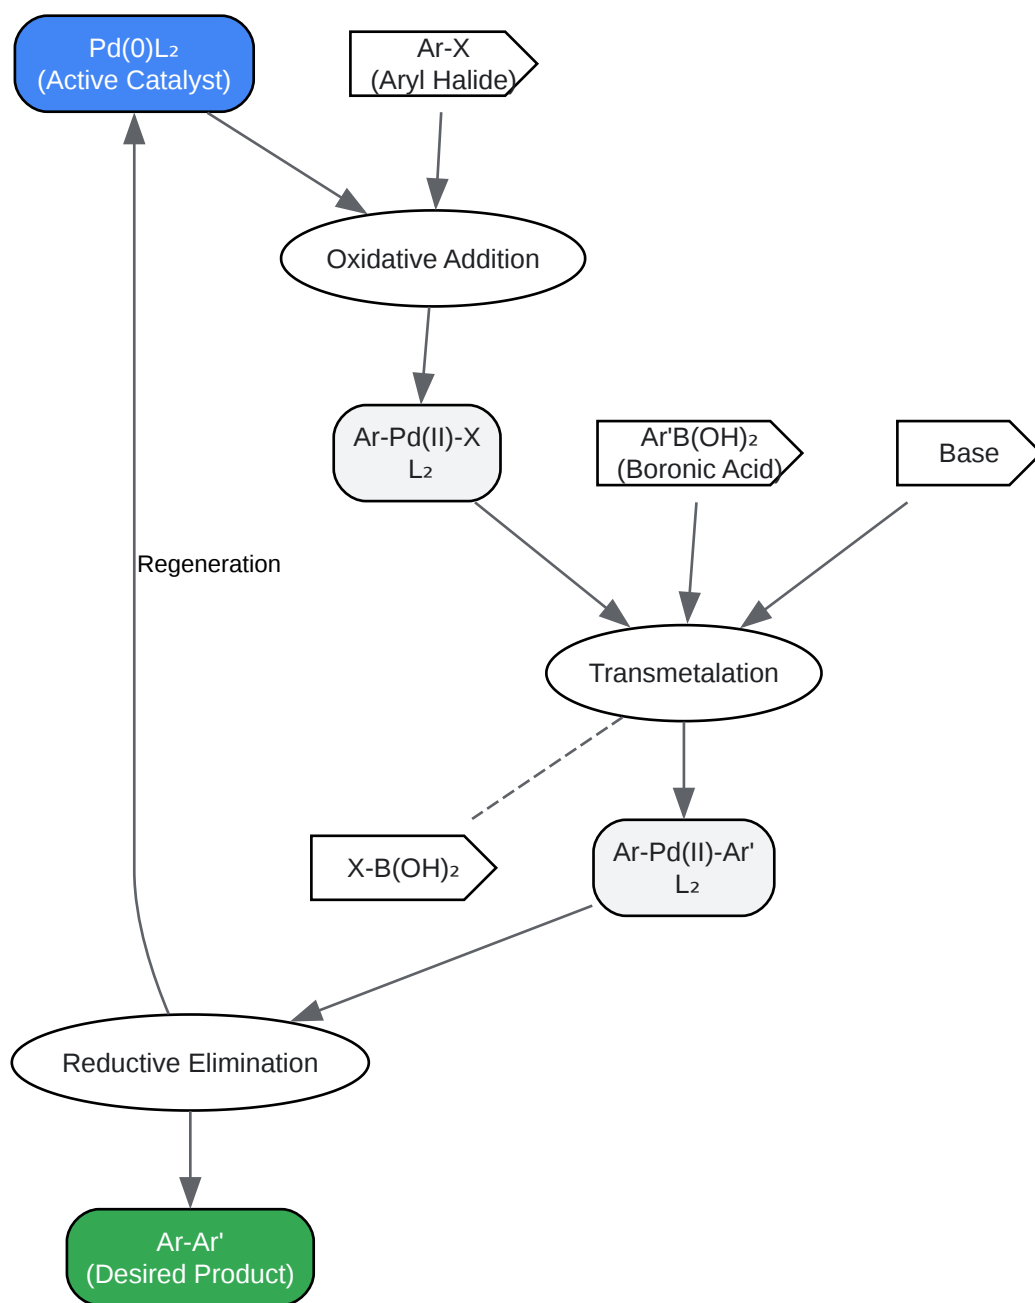 Pd(0)L₂
(Active Catalyst)
Ar-X
(Aryl Halide)
Oxidative Addition
Ar-Pd(II)-X
L₂
Ar'B(OH)₂
(Boronic Acid)
Base
Regeneration
Transmetalation
X-B(OH)₂
Ar-Pd(II)-Ar'
L₂
Reductive Elimination
Ar-Ar'
(Desired Product)